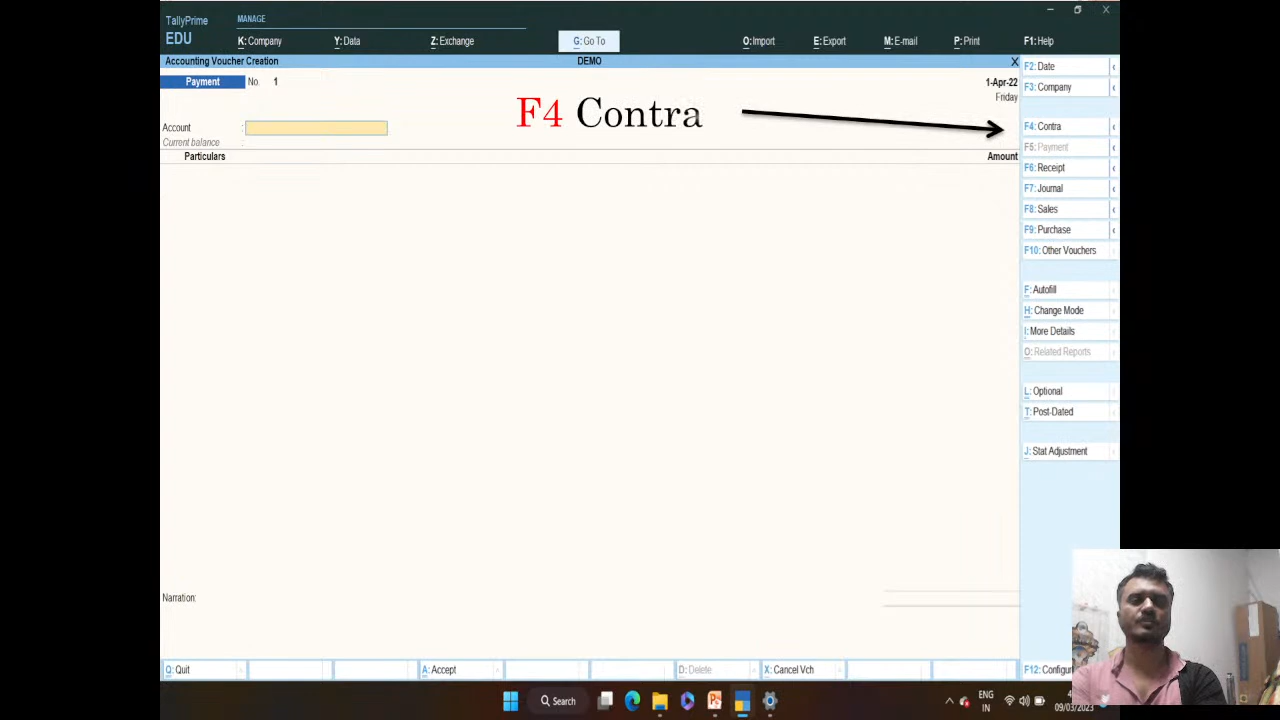 TallyPrime
EDU
MANAGE
K: Company
Y: Data
Z: Exchange
G: Go To
O: Import
E: Export
M: E-mail
P: Print
F1: Help
Accounting Voucher Creation
DEMO
X
Payment
No. 1
1-Apr-22
Friday
F4 Contra
Account :
Current balance :
Particulars
Amount
Narration:
F2: Date
F3: Company
F4: Contra
F5: Payment
F6: Receipt
F7: Journal
F8: Sales
F9: Purchase
F10: Other Vouchers
F: Autofill
H: Change Mode
I: More Details
O: Related Reports
L: Optional
T: Post-Dated
J: Stat Adjustment
Q: Quit
A: Accept
D: Delete
X: Cancel Vch
F12: Configur
Search
ENG
IN
09/03/2023